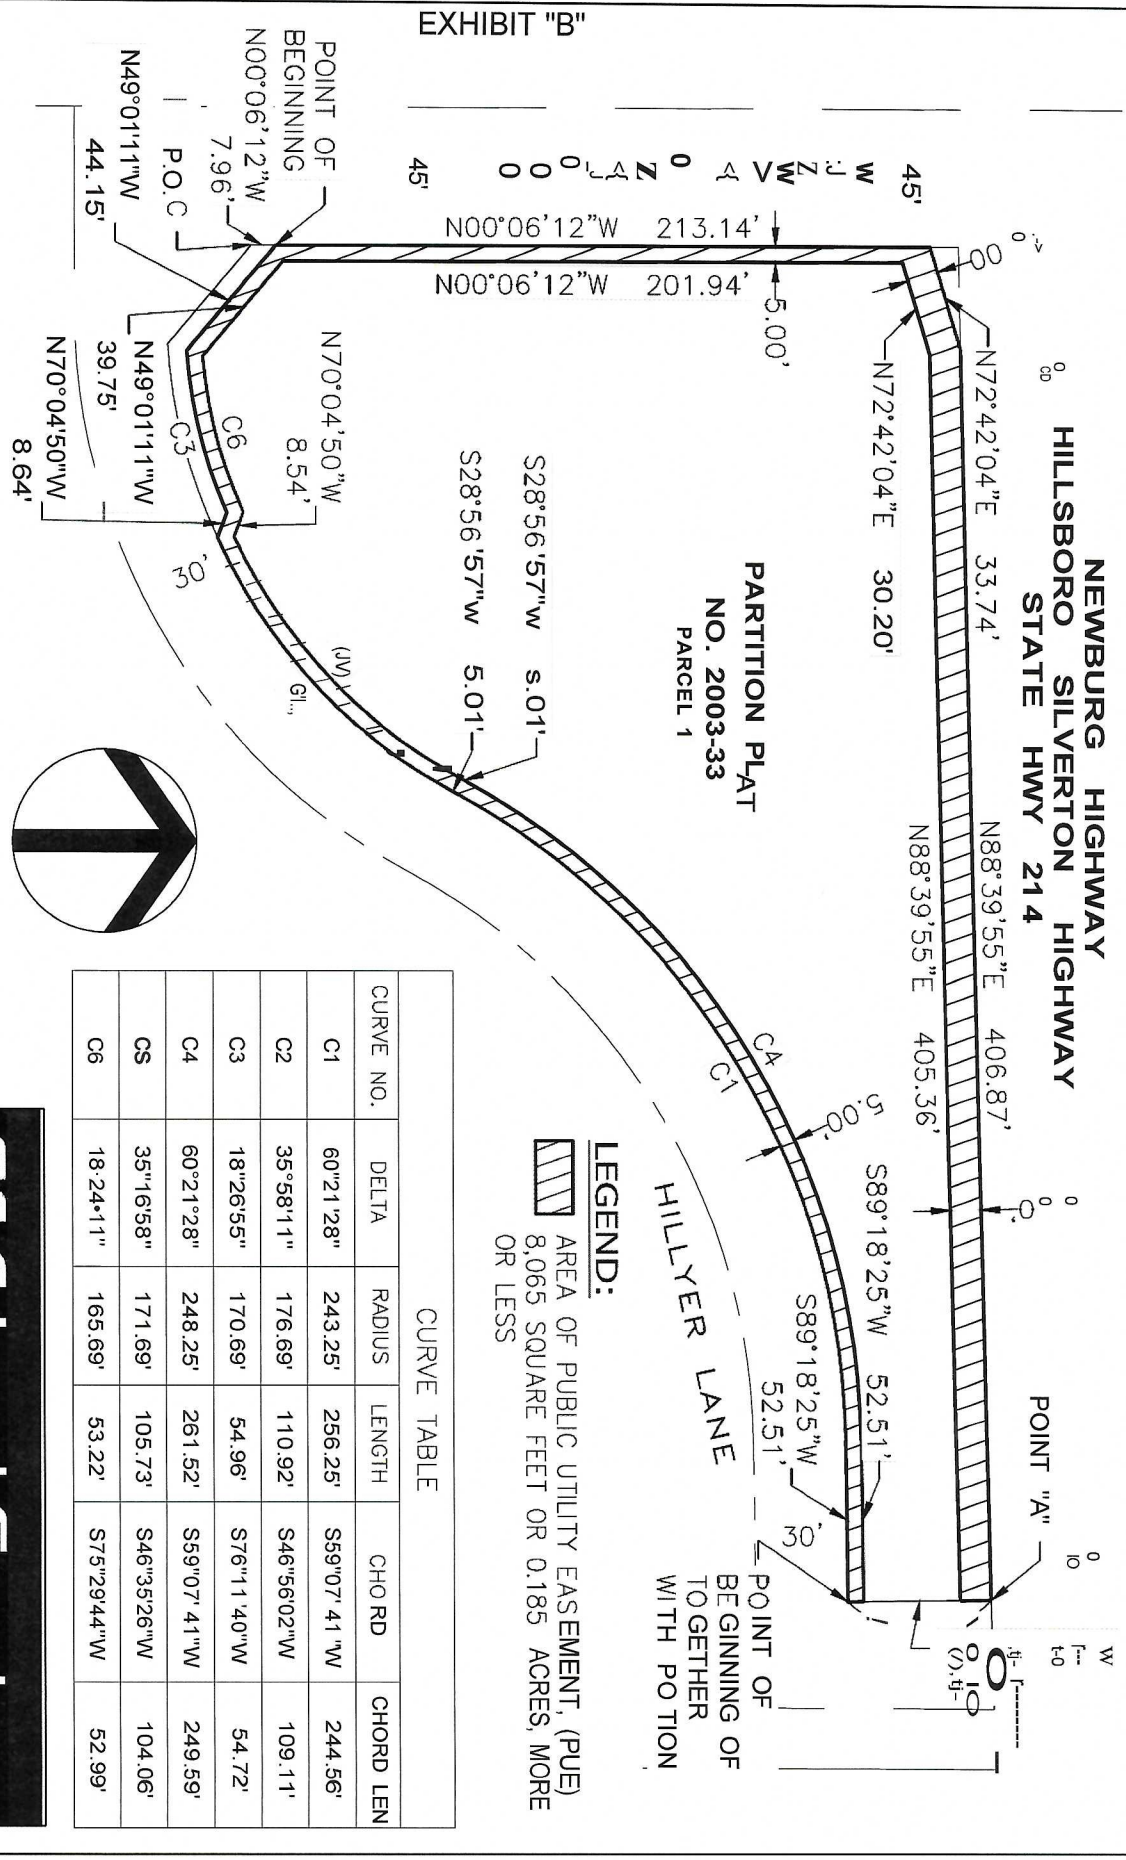 EXHIBIT "B"
NEWBURG HIGHWAY
HILLSBORO SILVERTON HIGHWAY
STATE HWY 214
N88°39'55"E 406.87'
N88°39'55"E 405.36'
N72°42'04"E 33.74'
N72°42'04"E 30.20'
POINT "A"
45'
45'
N00°06'12"W 213.14'
N00°06'12"W 201.94'
5.00'
POINT OF
BEGINNING
N00°06'12"W
7.96'
P.O.C
N49°01'11"W
44.15'
N49°01'11"W
39.75'
N70°04'50"W
8.64'
N70°04'50"W
8.54'
C6
C3
30'
S28°56'57"w s.01'
S28°56'57"w 5.01'
PARTITION PLAT
NO. 2003-33
PARCEL 1
C4
C1
5.00'
S89°18'25"W 52.51'
S89°18'25"W
52.51'
30'
HILLYER LANE
POINT OF
BEGINNING OF
TOGETHER
WITH PO TION
LEGEND:
AREA OF PUBLIC UTILITY EASEMENT, (PUE)
8,065 SQUARE FEET OR 0.185 ACRES, MORE
OR LESS
CURVE TABLE
CURVE NO. DELTA RADIUS LENGTH CHO RD CHORD LEN
C1 60"21'28" 243.25' 256.25' S59"07'41"W 244.56'
C2 35°58'11" 176.69' 110.92' S46"56'02"W 109.11'
C3 18"26'55" 170.69' 54.96' S76"11'40"W 54.72'
C4 60°21'28" 248.25' 261.52' S59"07'41"W 249.59'
CS 35"16'58" 171.69' 105.73' S46"35'26"W 104.06'
C6 18·24•11" 165.69' 53.22' S75"29'44"W 52.99'